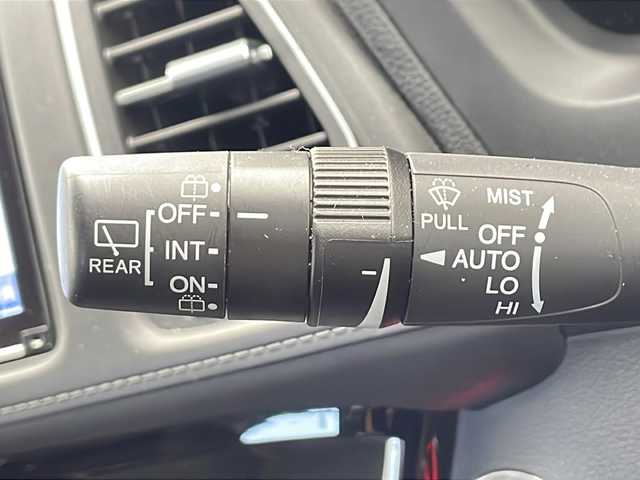 OFF
INT
REAR
ON
MIST
PULL
OFF
AUTO
LO
HI